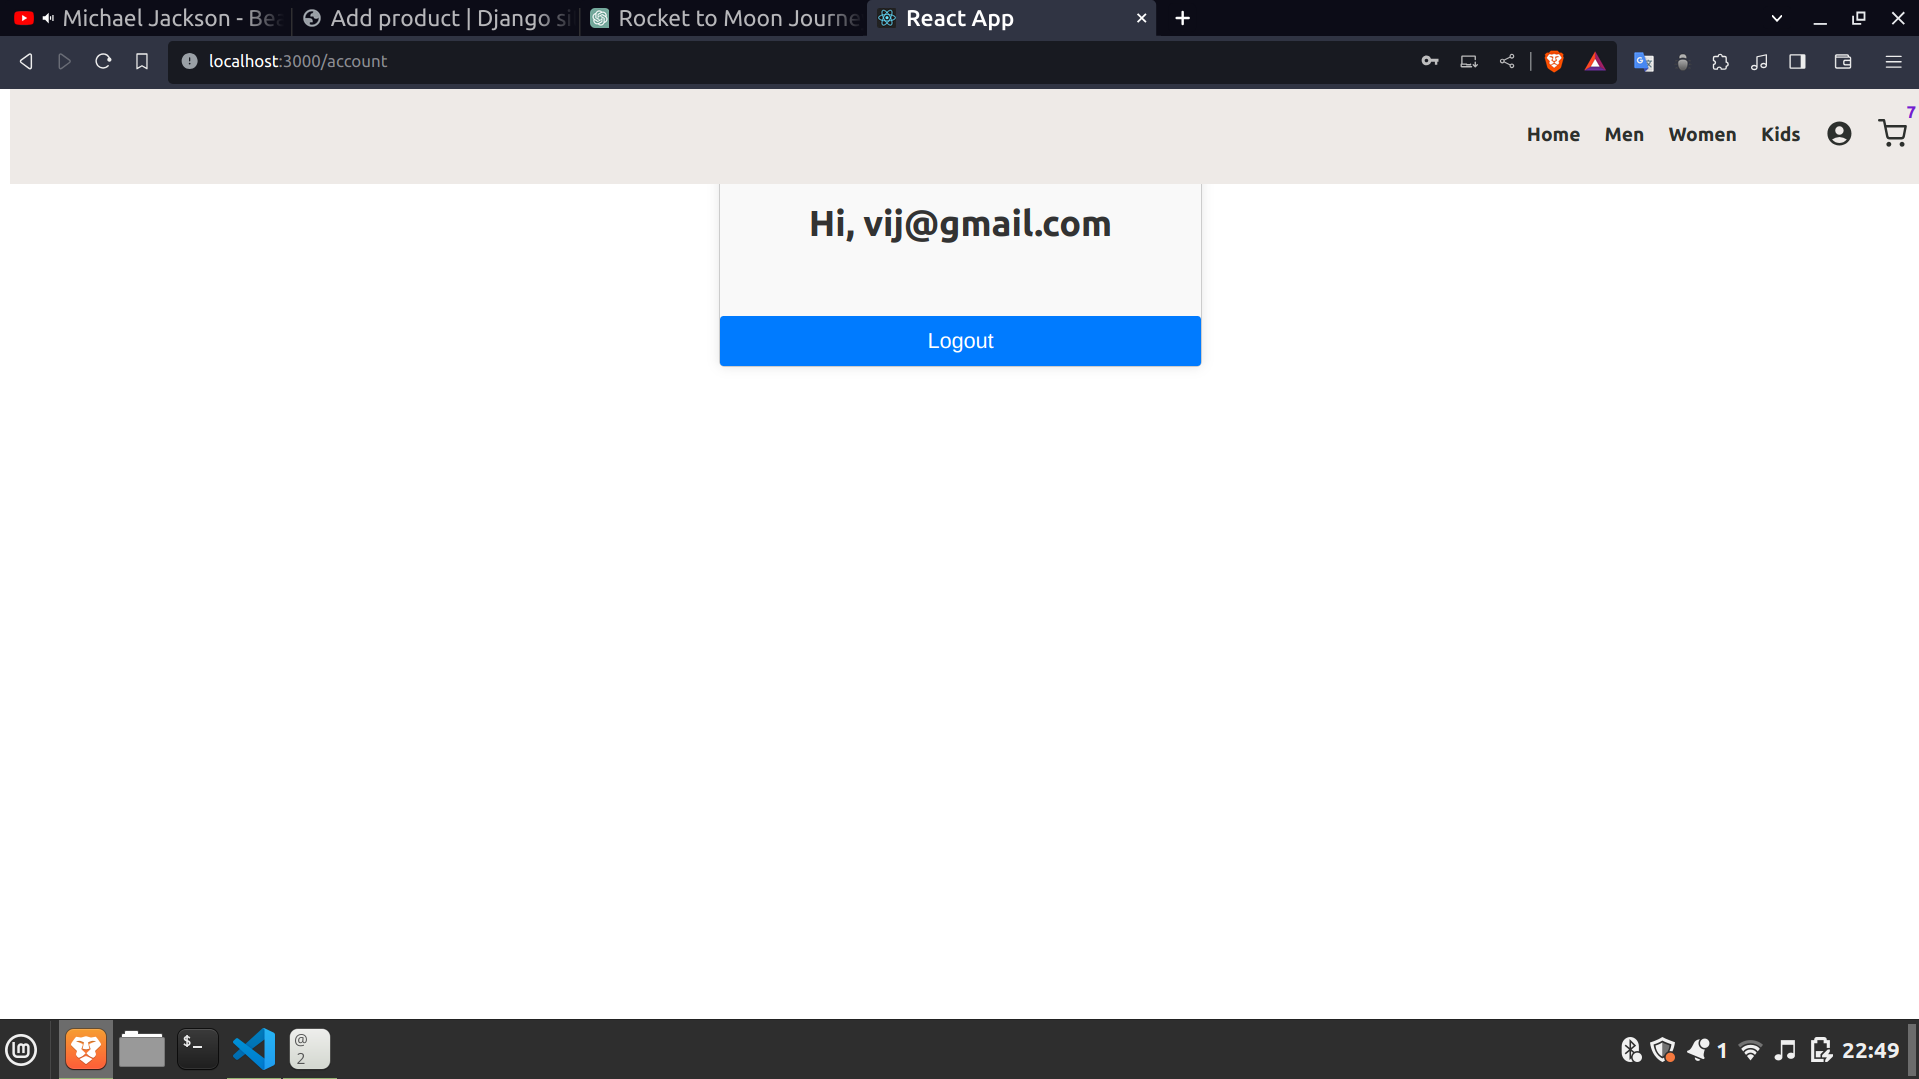 Michael Jackson - Bea
Add product | Django si
Rocket to Moon Journe
React App
localhost:3000/account
Home
Men
Women
Kids
7
Hi, vij@gmail.com
Logout
$_
@
2
1
22:49